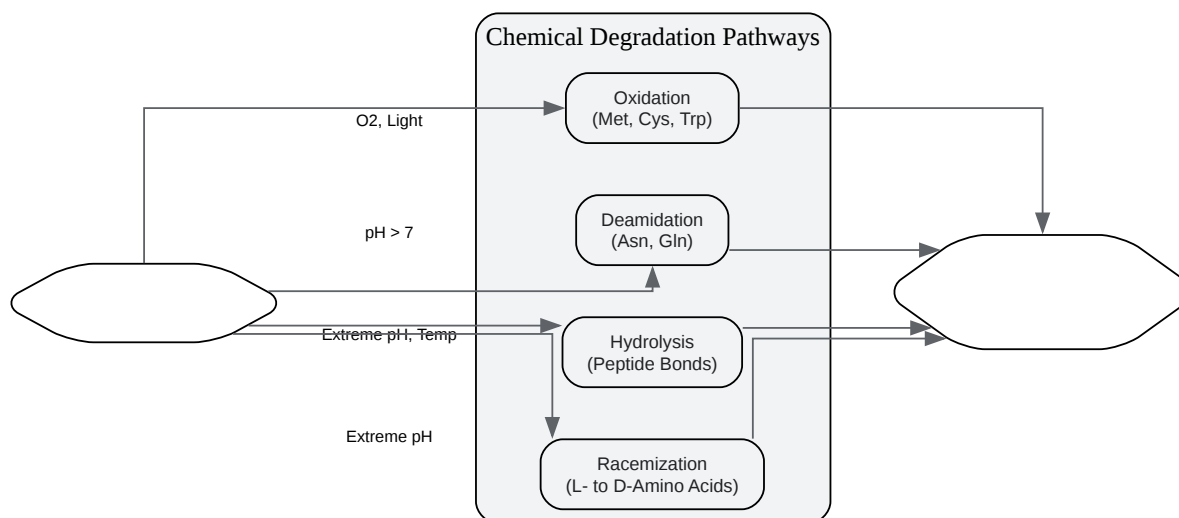 Chemical Degradation Pathways
Oxidation
(Met, Cys, Trp)
O2, Light
Deamidation
(Asn, Gln)
pH > 7
Extreme pH, Temp
Hydrolysis
(Peptide Bonds)
Extreme pH
Racemization
(L- to D-Amino Acids)